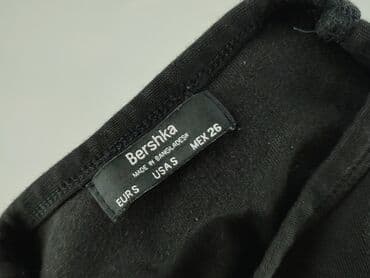 Bershka
MADE IN BANGLADESH
EUR S USA S MEX 26